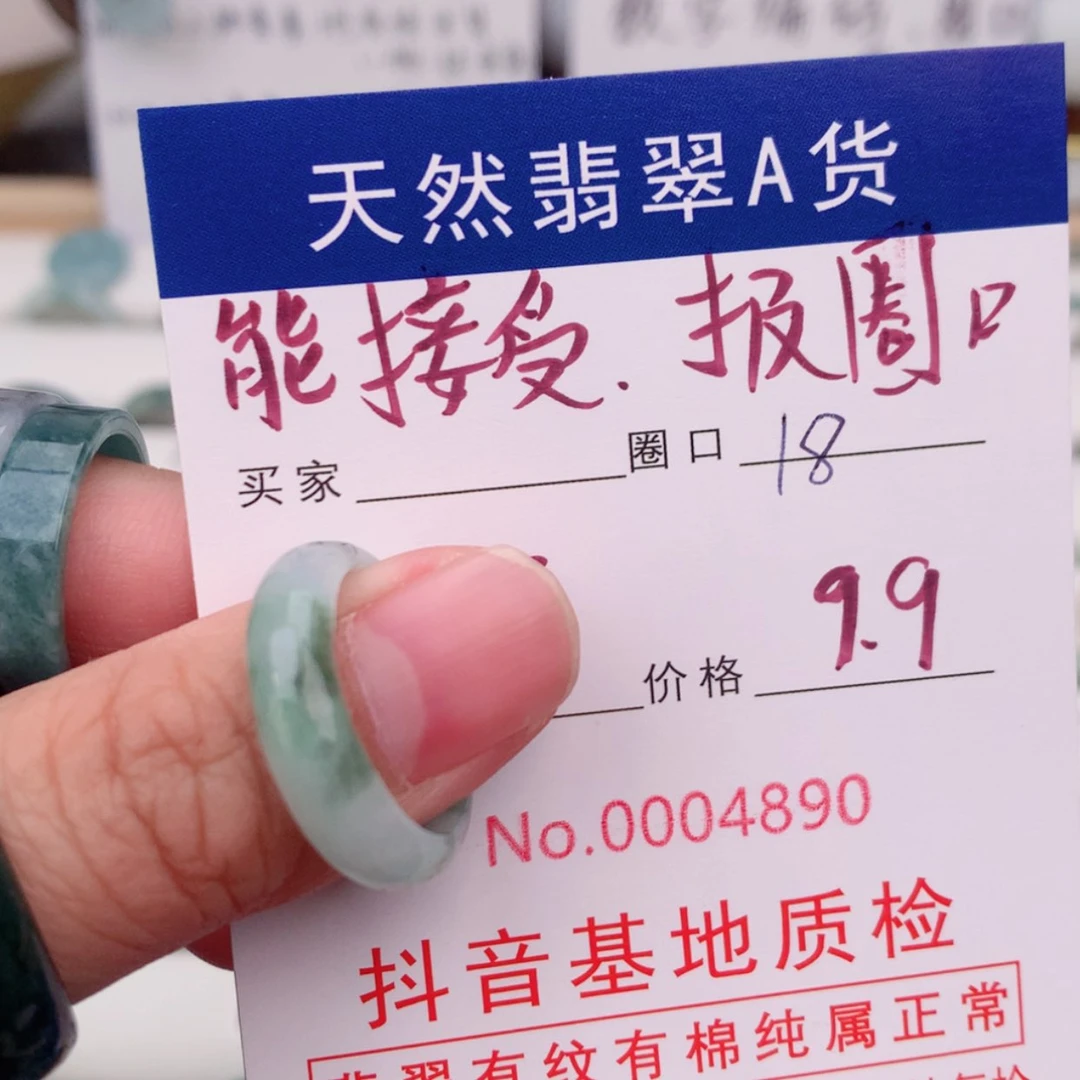 天然翡翠A货
能接受.报圈口
买家 圈口 18
价格 9.9
No.0004890
抖音基地质检
翡翠有纹有棉纯属正常